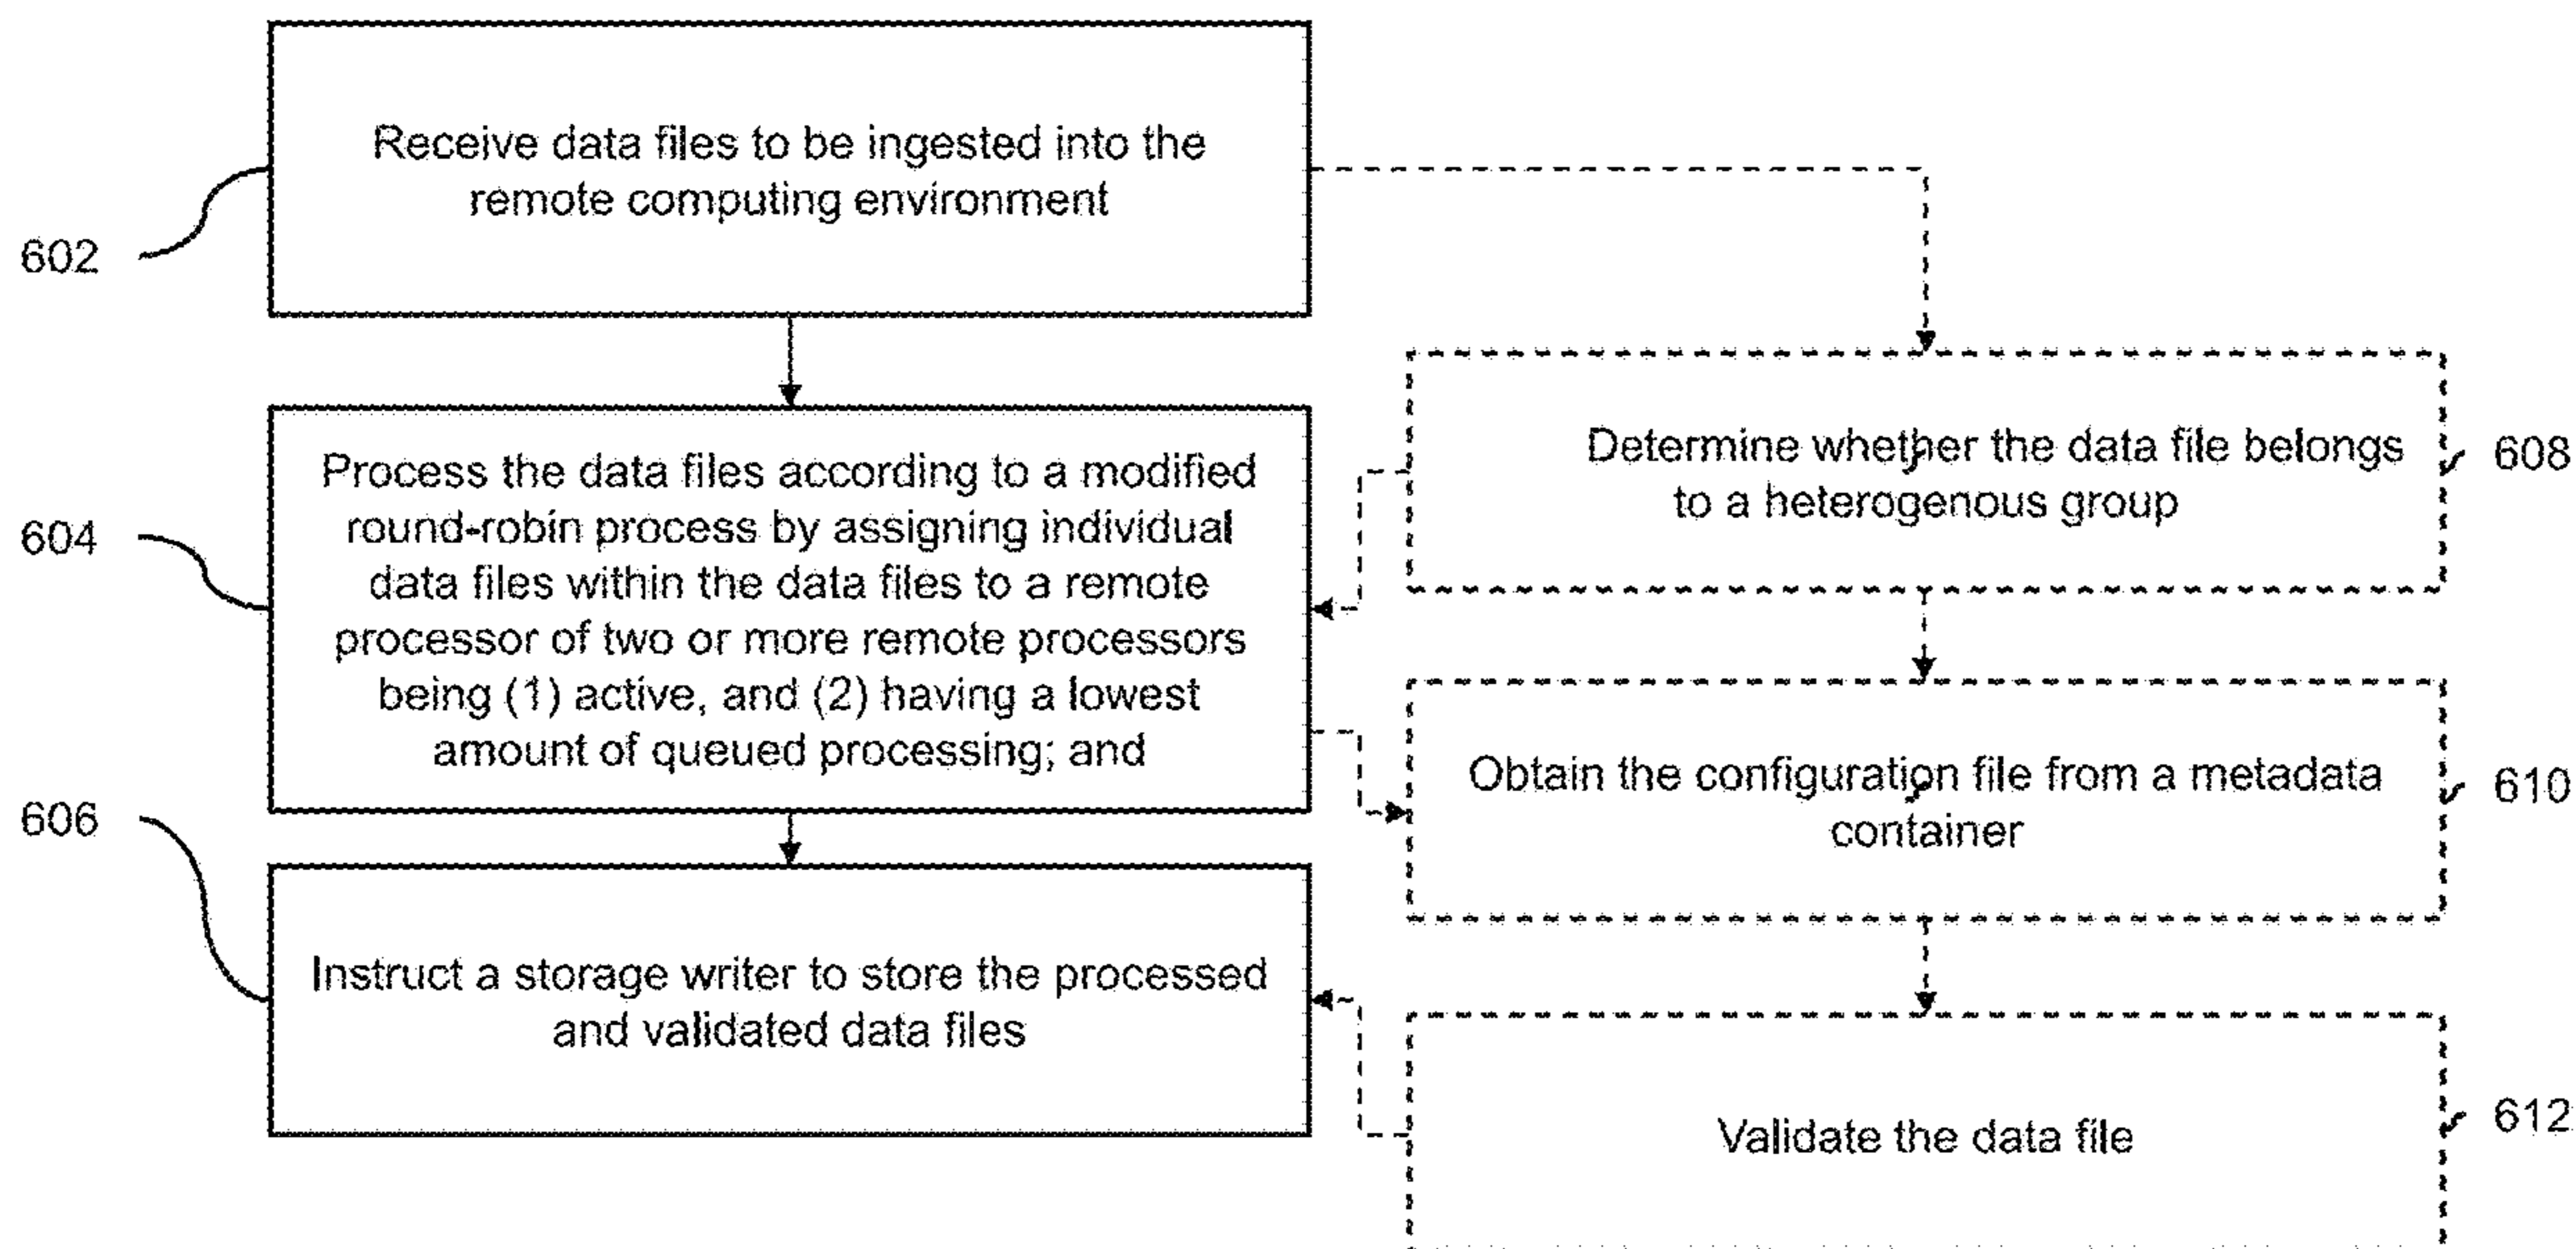 Receive data files to be ingested into the
remote computing environment
602
Process the data files according to a modified
round-robin process by assigning individual
data files within the data files to a remote
processor of two or more remote processors
being (1) active, and (2) having a lowest
amount of queued processing; and
604
Instruct a storage writer to store the processed
and validated data files
606
Determine whether the data file belongs
to a heterogenous group
608
Obtain the configuration file from a metadata
container
610
Validate the data file
612